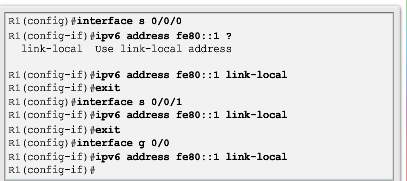 R1(config)#interface s 0/0/0
R1(config-if)#ipv6 address fe80::1 ?
link-local Use link-local address
R1(config-if)#ipv6 address fe80::1 link-local
R1(config-if)#exit
R1(config)#interface s 0/0/1
R1(config-if)#ipv6 address fe80::1 link-local
R1(config-if)#exit
R1(config)#interface g 0/0
R1(config-if)#ipv6 address fe80::1 link-local
R1(config-if)#